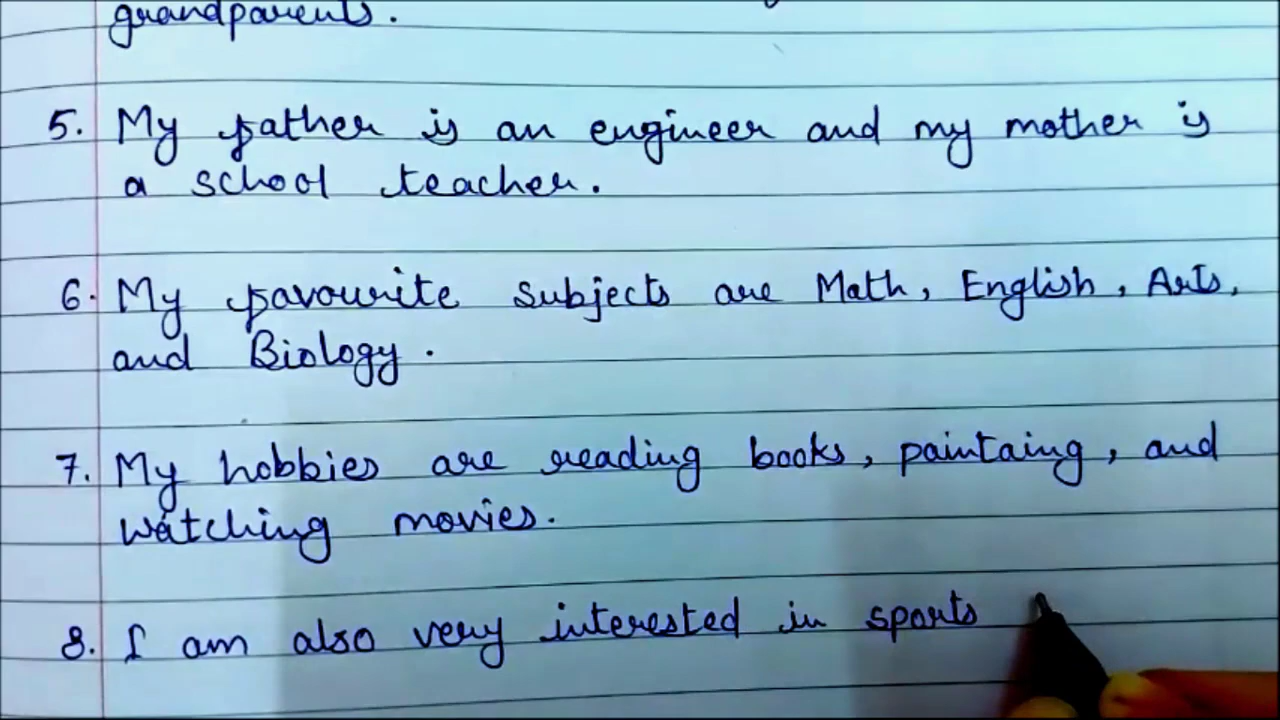 grandparents.
5. My father is an engineer and my mother is
a school teacher.
6. My favourite subjects are Math, English, Arts,
and Biology.
7. My hobbies are reading books, paintaing, and
watching movies.
8. I am also very interested in sports